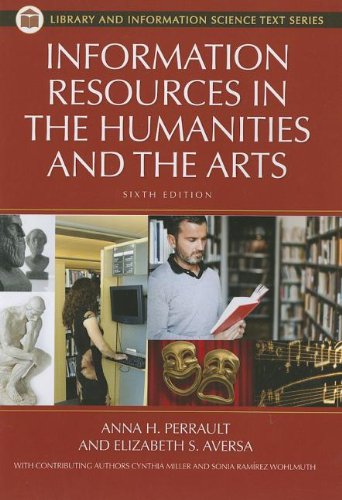 LIBRARY AND INFORMATION SCIENCE TEXT SERIES
INFORMATION
RESOURCES IN
THE HUMANITIES
AND THE ARTS
SIXTH EDITION
ANNA H. PERRAULT
AND ELIZABETH S. AVERSA
WITH CONTRIBUTING AUTHORS CYNTHIA MILLER AND SONIA RAMÍREZ WOHLMUTH